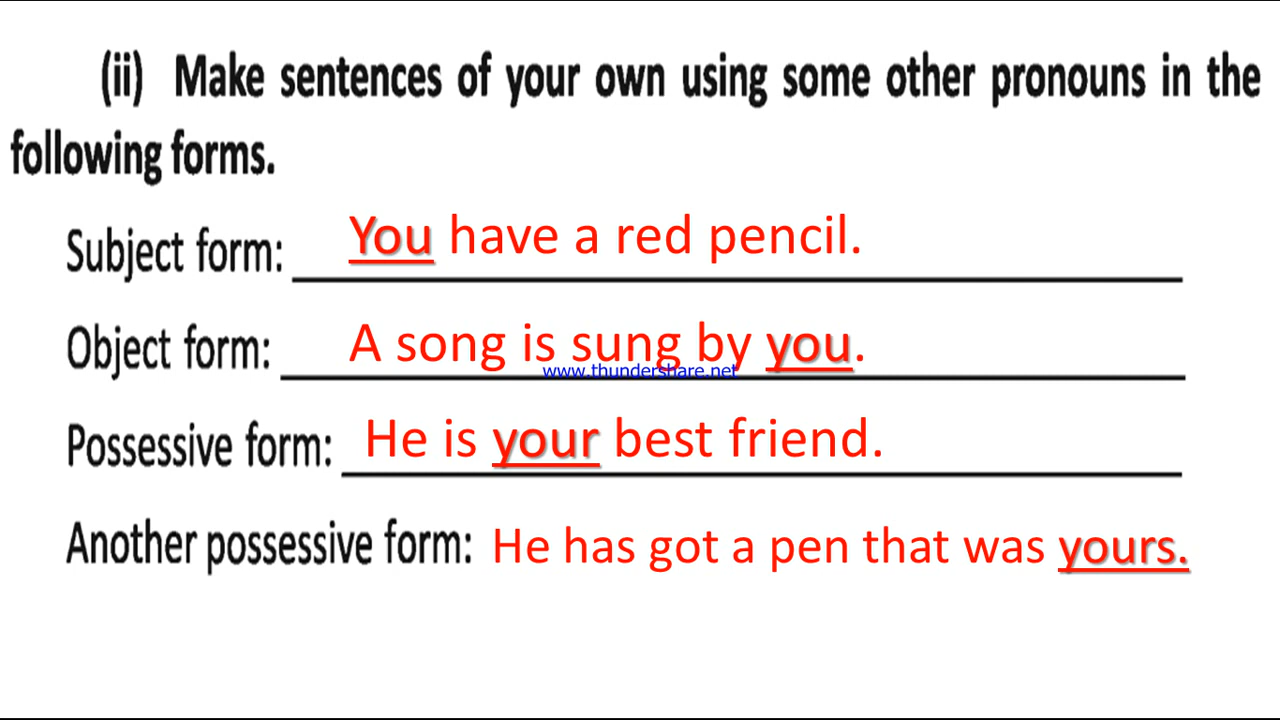 (ii) Make sentences of your own using some other pronouns in the
following forms.
Subject form: You have a red pencil.
Object form: A song is sung by you.
www.thundershare.net
Possessive form: He is your best friend.
Another possessive form: He has got a pen that was yours.